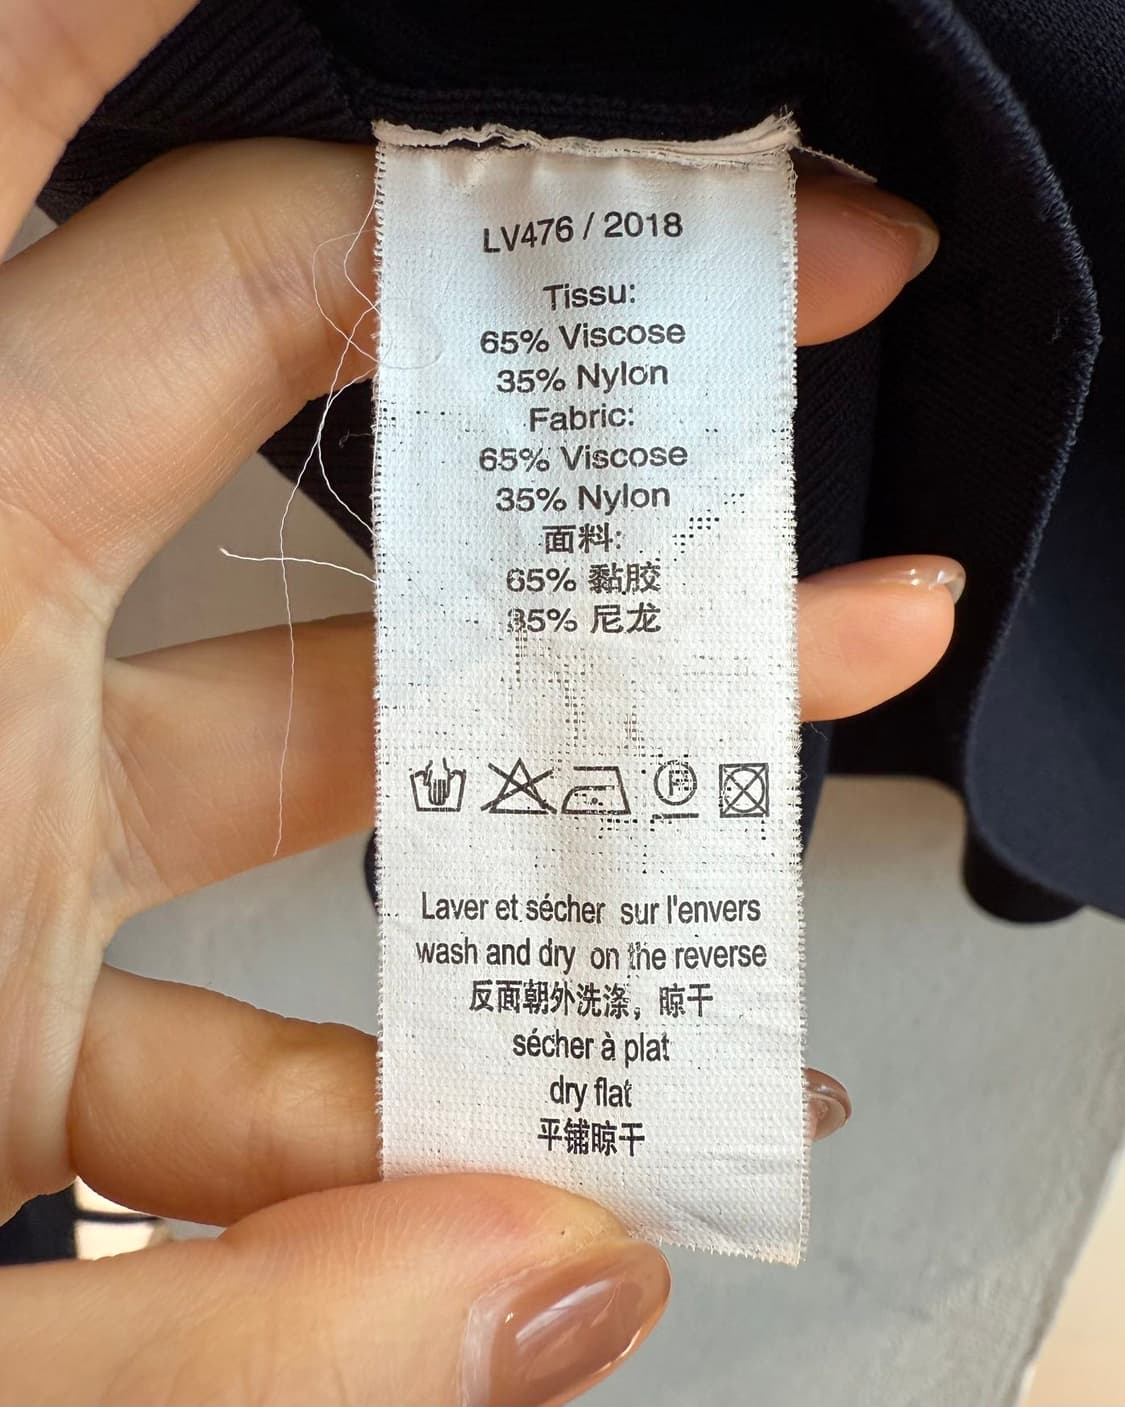 LV476 / 2018
Tissu:
65% Viscose
35% Nylon
Fabric:
65% Viscose
35% Nylon
面料:
65% 黏胶
35% 尼龙
P
Laver et sécher sur l'envers
wash and dry on the reverse
反面朝外洗涤，晾干
sécher à plat
dry flat
平铺晾干